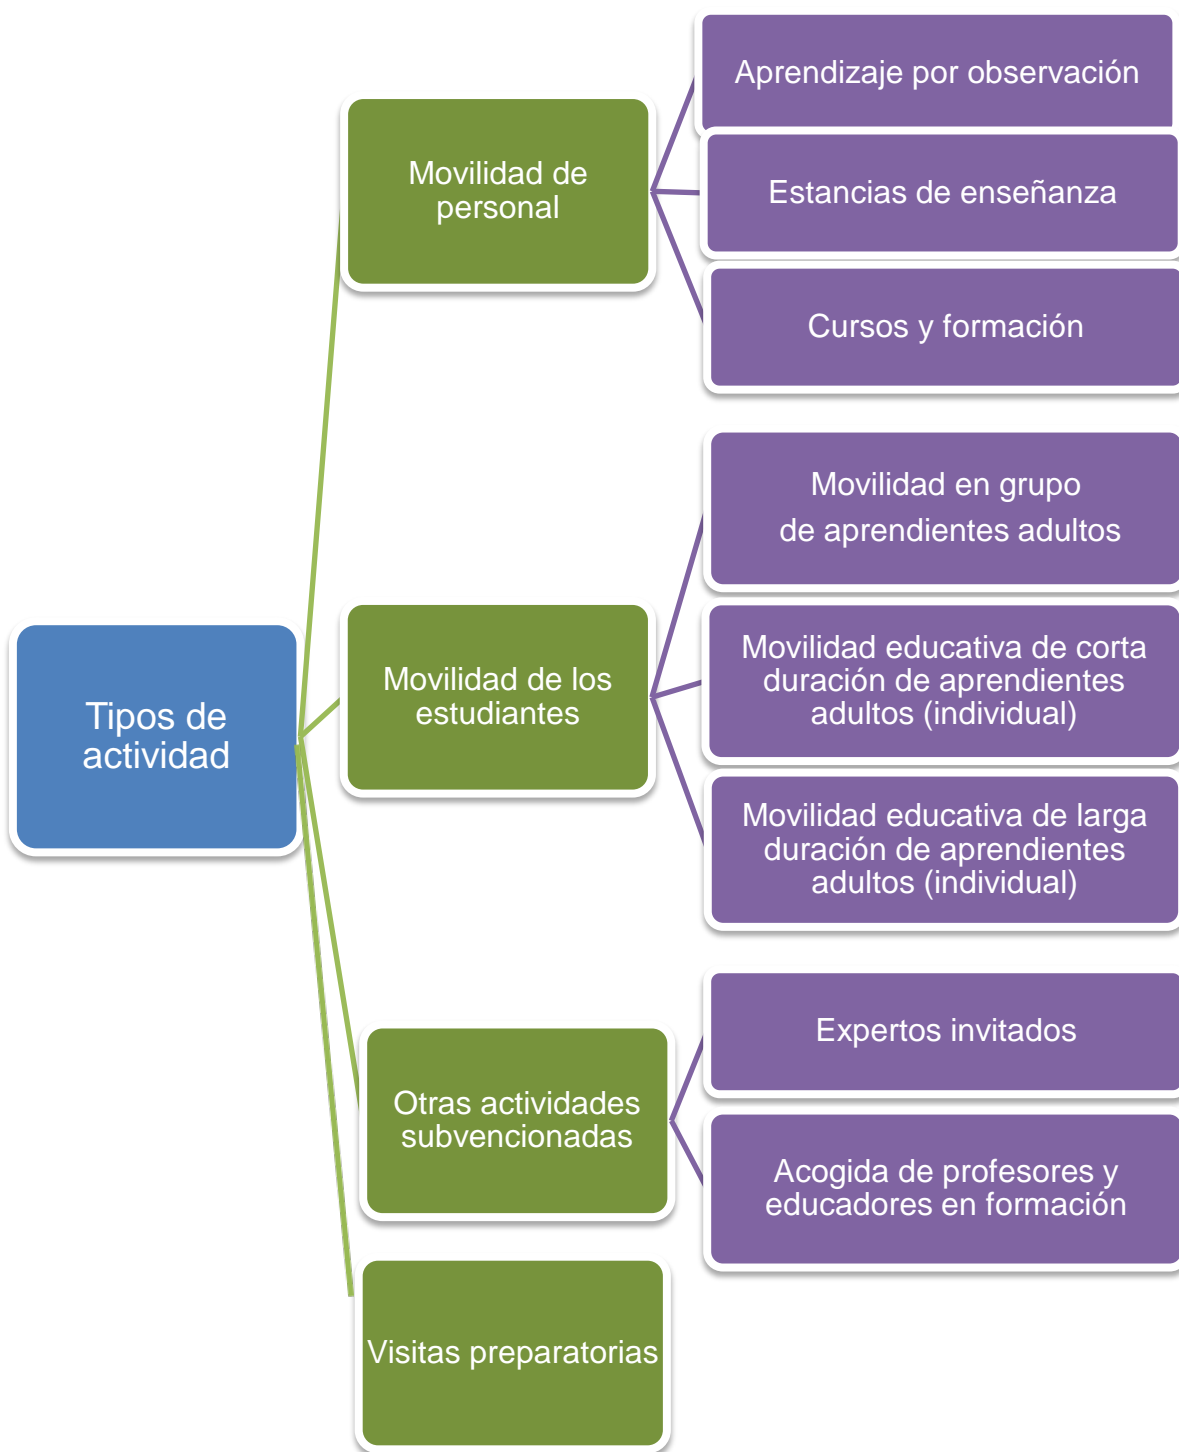 Tipos de
actividad
Movilidad de
personal
Aprendizaje por observación
Estancias de enseñanza
Cursos y formación
Movilidad de los
estudiantes
Movilidad en grupo
de aprendientes adultos
Movilidad educativa de corta
duración de aprendientes
adultos (individual)
Movilidad educativa de larga
duración de aprendientes
adultos (individual)
Otras actividades
subvencionadas
Expertos invitados
Acogida de profesores y
educadores en formación
Visitas preparatorias